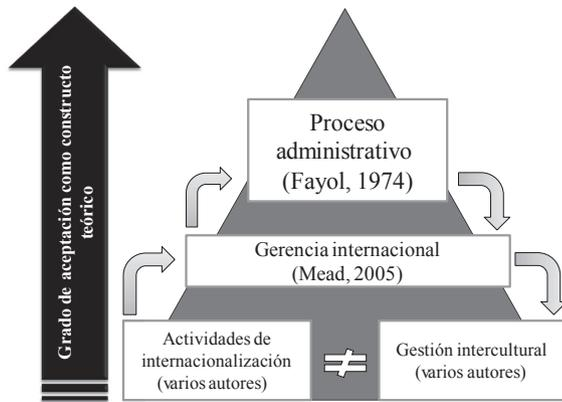 Grado de aceptación como constructo
teórico
Proceso
administrativo
(Fayol, 1974)
Gerencia internacional
(Mead, 2005)
Actividades de
internacionalización
(varios autores)
≠
Gestión intercultural
(varios autores)